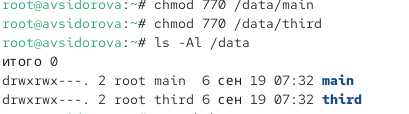 root@avsidorova:~# chmod 770 /data/main
root@avsidorova:~# chmod 770 /data/third
root@avsidorova:~# ls -Al /data
итого 0
drwxrwx---. 2 root main  6 сен 19 07:32 main
drwxrwx---. 2 root third 6 сен 19 07:32 third